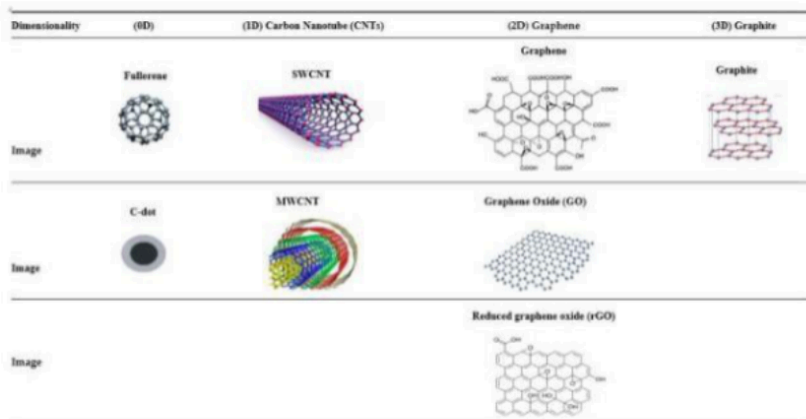 Dimensionality (0D) (1D) Carbon Nanotube (CNTs) (2D) Graphene (3D) Graphite
Graphene
Fullerene SWCNT Graphite
Image
C-dot MWCNT Graphene Oxide (GO)
Image
Reduced graphene oxide (rGO)
Image